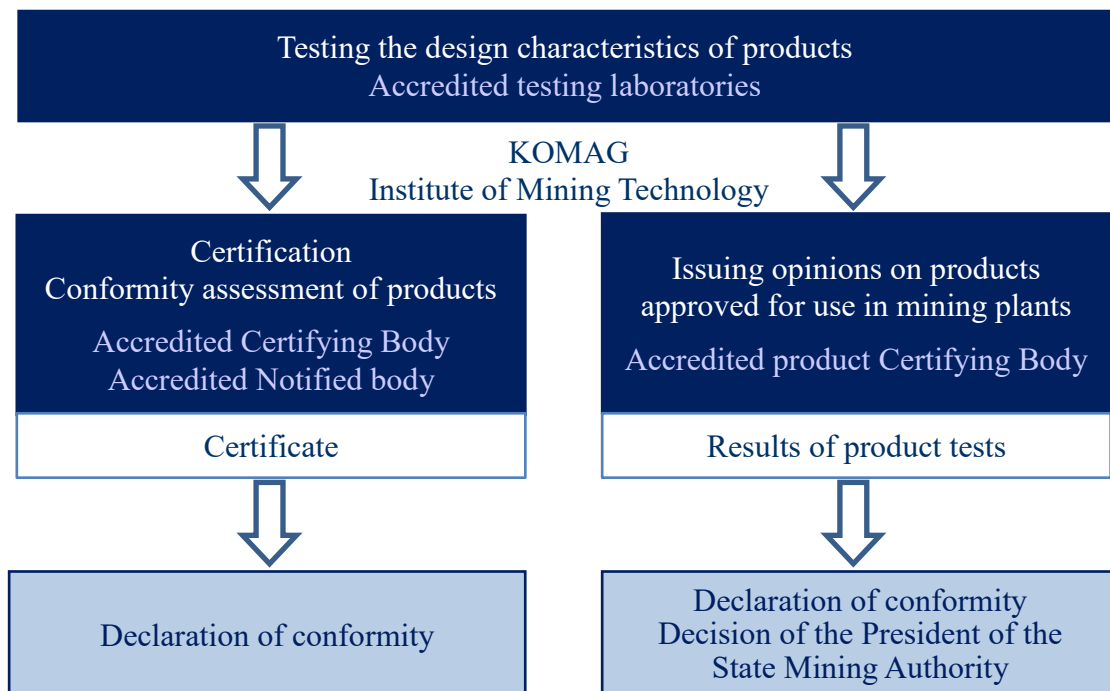 Testing the design characteristics of products
Accredited testing laboratories
KOMAG
Institute of Mining Technology
Certification
Conformity assessment of products
Accredited Certifying Body
Accredited Notified body
Certificate
Issuing opinions on products
approved for use in mining plants
Accredited product Certifying Body
Results of product tests
Declaration of conformity
Declaration of conformity
Decision of the President of the
State Mining Authority